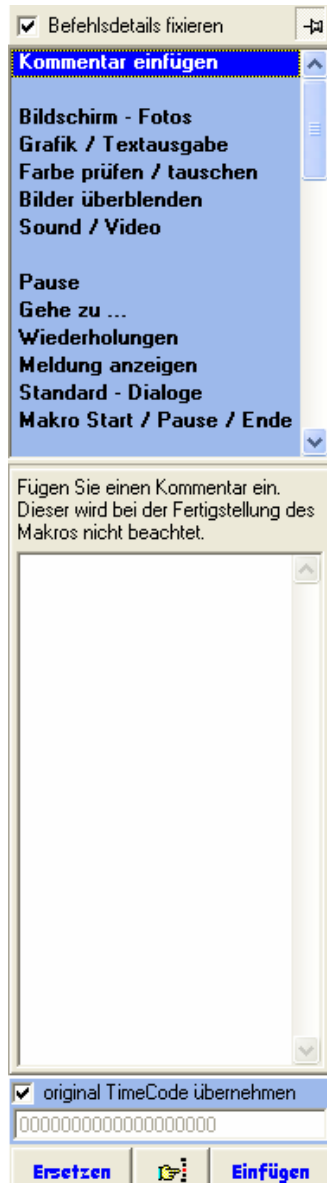 Befehlsdetails fixieren
Kommentar einfügen
Bildschirm - Fotos
Grafik / Textausgabe
Farbe prüfen / tauschen
Bilder überblenden
Sound / Video
Pause
Gehe zu ...
Wiederholungen
Meldung anzeigen
Standard - Dialoge
Makro Start / Pause / Ende
Fügen Sie einen Kommentar ein.
Dieser wird bei der Fertigstellung des
Makros nicht beachtet.
original TimeCode übernehmen
00000000000000000
Ersetzen Einfügen